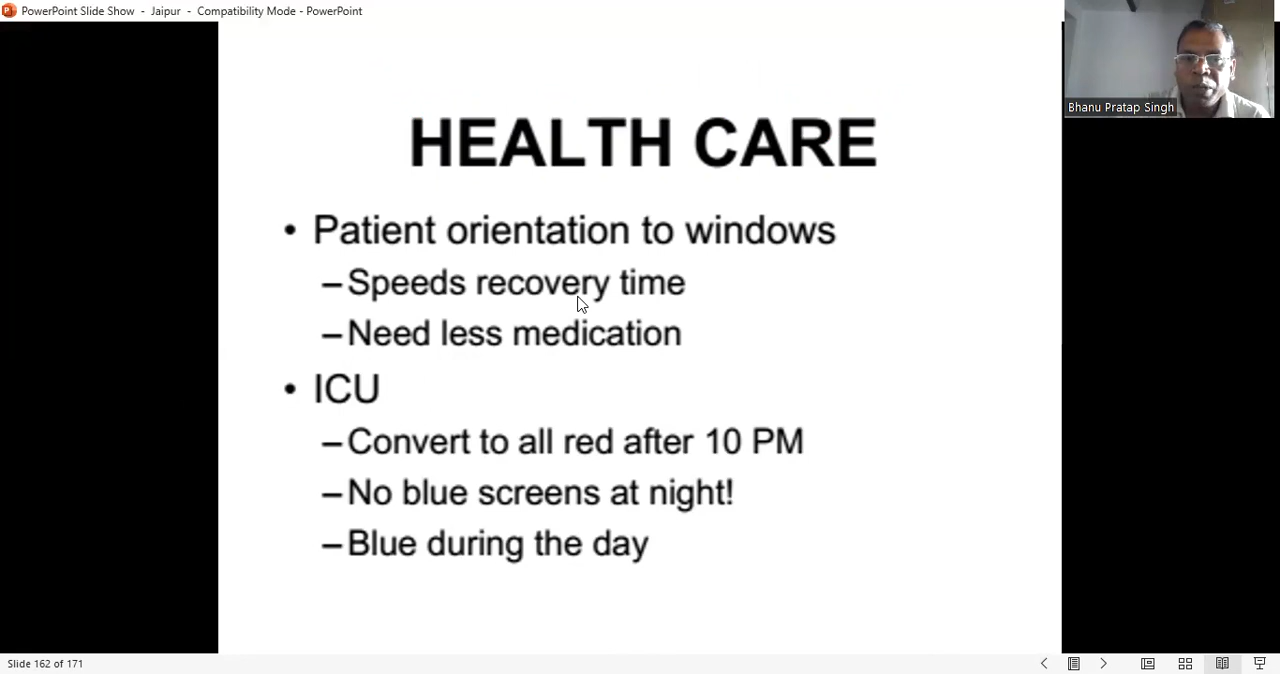 PowerPoint Slide Show - Jaipur - Compatibility Mode - PowerPoint
Bhanu Pratap Singh
HEALTH CARE
• Patient orientation to windows
– Speeds recovery time
– Need less medication
• ICU
– Convert to all red after 10 PM
– No blue screens at night!
– Blue during the day
Slide 162 of 171